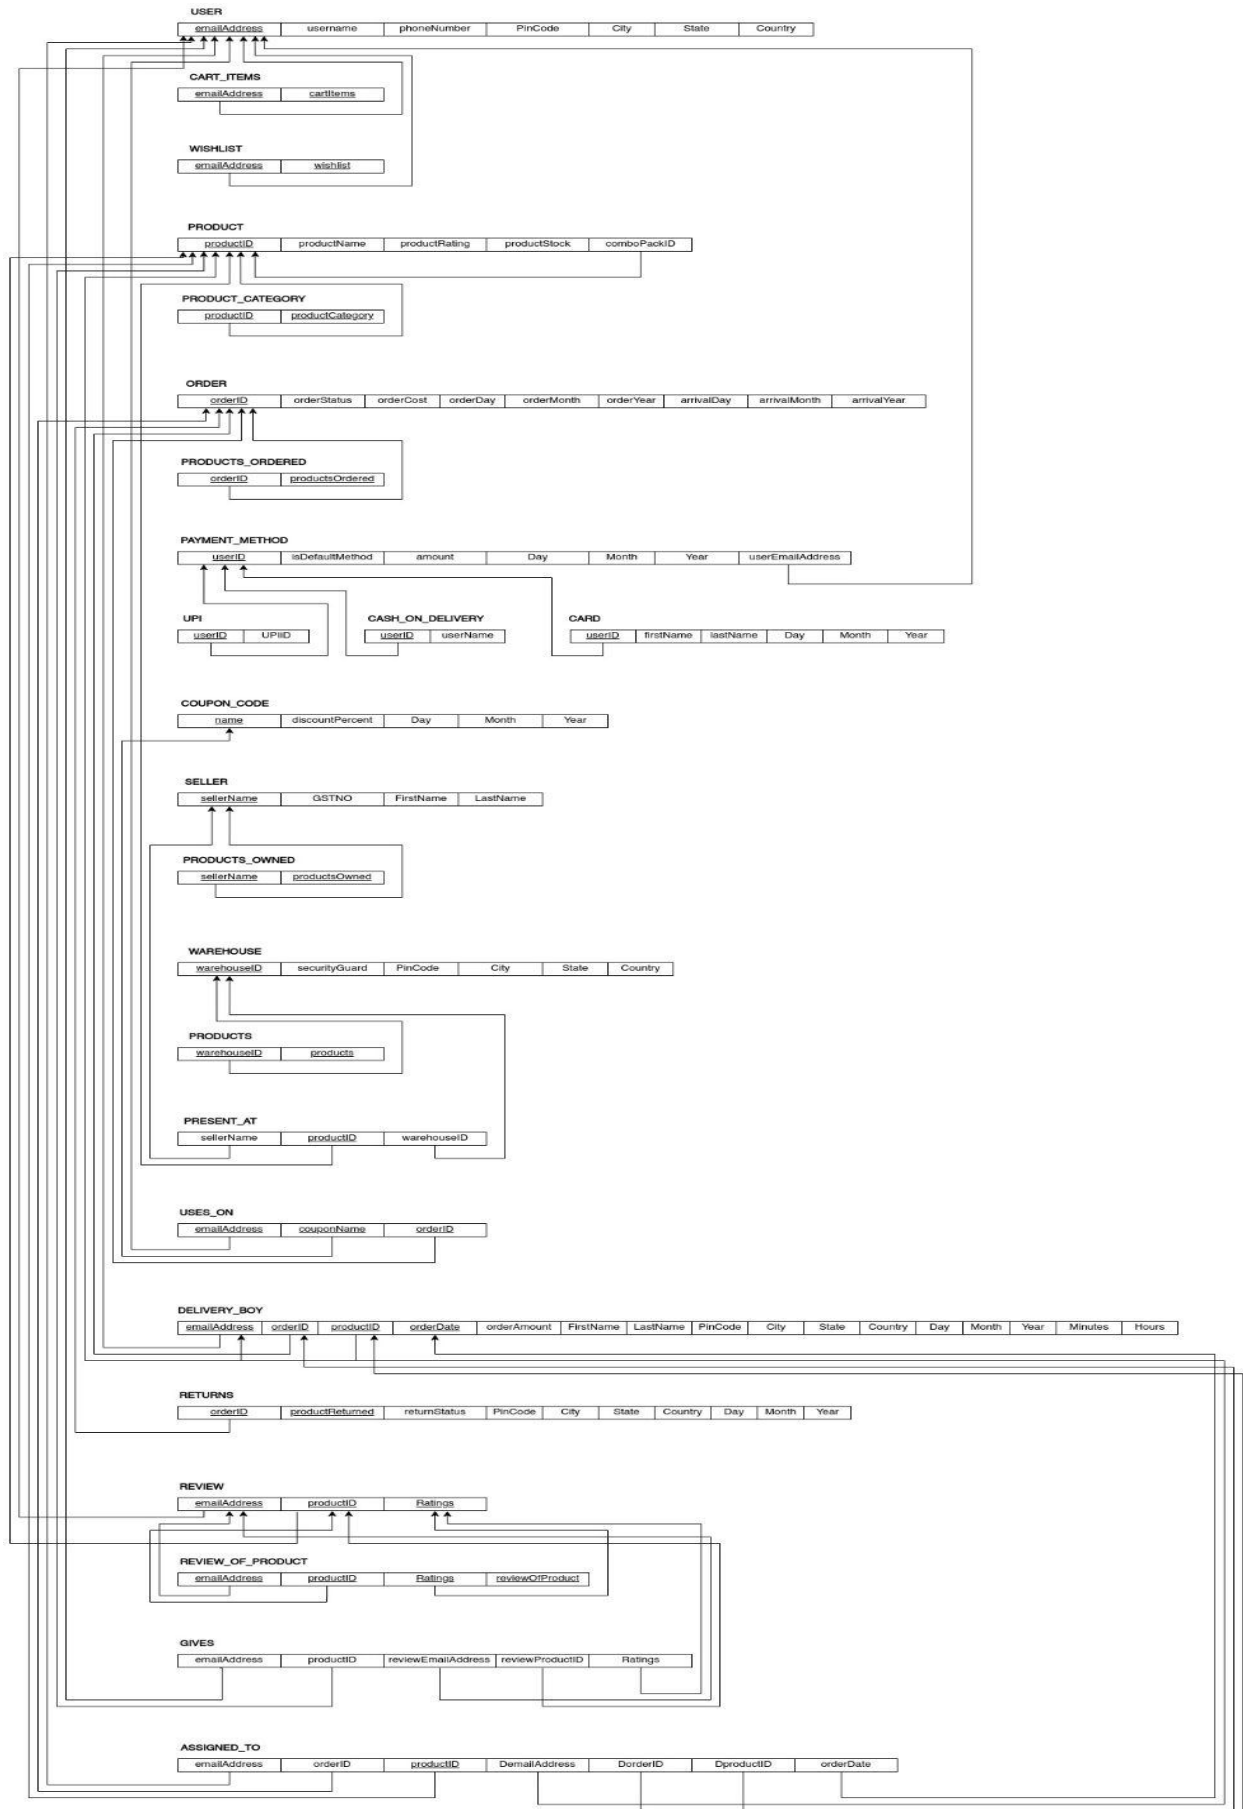 USER
emailAddress username phoneNumber PinCode City State Country
CART_ITEMS
emailAddress cartItems
WISHLIST
emailAddress wishlist
PRODUCT
productID productName productRating productStock comboPackID
PRODUCT_CATEGORY
productID productCategory
ORDER
orderID orderStatus orderCost orderDay orderMonth orderYear arrivalDay arrivalMonth arrivalYear
PRODUCTS_ORDERED
orderID productsOrdered
PAYMENT_METHOD
userID isDefaultMethod amount Day Month Year userEmailAddress
UPI CASH_ON_DELIVERY CARD
userID UPIID userID userName userID firstName lastName Day Month Year
COUPON_CODE
name discountPercent Day Month Year
SELLER
sellerName GSTNO FirstName LastName
PRODUCTS_OWNED
sellerName productsOwned
WAREHOUSE
warehouseID securityGuard PinCode City State Country
PRODUCTS
warehouseID products
PRESENT_AT
sellerName productID warehouseID
USES_ON
emailAddress couponName orderID
DELIVERY_BOY
emailAddress orderID productID orderDate orderAmount FirstName LastName PinCode City State Country Day Month Year Minutes Hours
RETURNS
orderID productReturned returnStatus PinCode City State Country Day Month Year
REVIEW
emailAddress productID Ratings
REVIEW_OF_PRODUCT
emailAddress productID Ratings reviewOfProduct
GIVES
emailAddress productID reviewEmailAddress reviewProductID Ratings
ASSIGNED_TO
emailAddress orderID productID DemailAddress DorderID DproductID orderDate